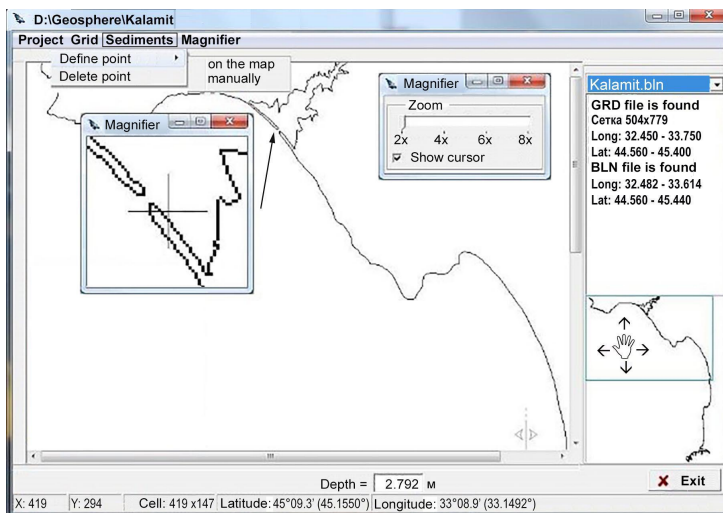 D:\Geosphere\Kalamit
Project Grid Sediments Magnifier
Define point
Delete point
on the map
manually
Magnifier
Magnifier
Zoom
2x 4x 6x 8x
Show cursor
Kalamit.bln
GRD file is found
Сетка 504x779
Long: 32.450 - 33.750
Lat: 44.560 - 45.400
BLN file is found
Long: 32.482 - 33.614
Lat: 44.560 - 45.440
Depth = 2.792 м
Exit
X: 419 Y: 294 Cell: 419 x147 Latitude: 45°09.3' (45.1550°) Longitude: 33°08.9' (33.1492°)